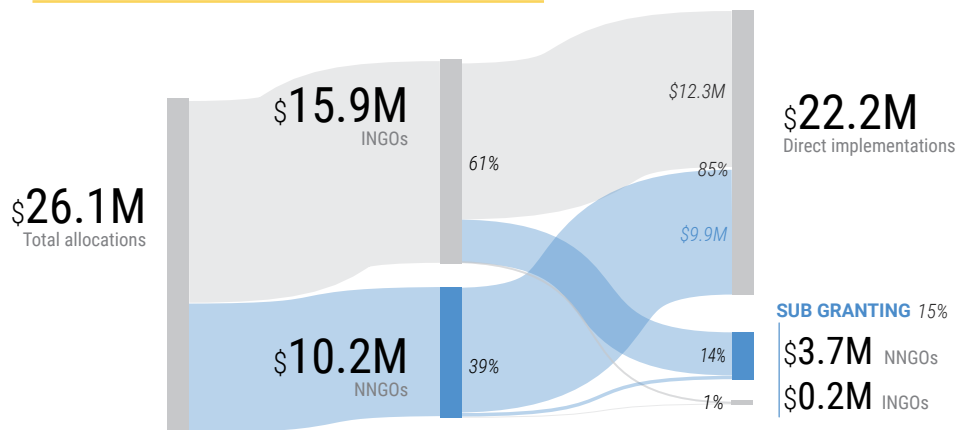 $26.1M
Total allocations
$15.9M
INGOs
61%
$10.2M
NNGOs
39%
$12.3M
85%
$9.9M
14%
1%
$22.2M
Direct implementations
SUB GRANTING 15%
$3.7M NNGOs
$0.2M INGOs